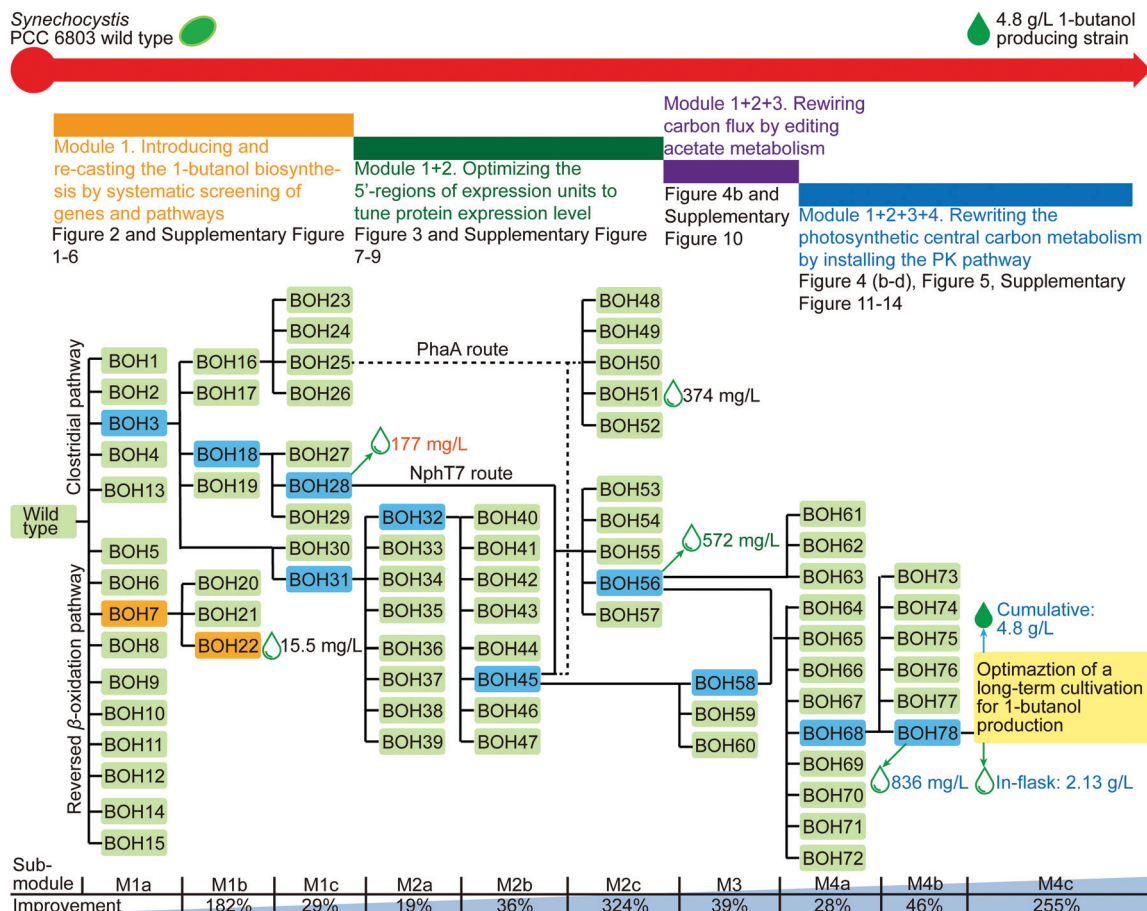 Synechocystis
PCC 6803 wild type
4.8 g/L 1-butanol
producing strain
Module 1. Introducing and
re-casting the 1-butanol biosynthe-
sis by systematic screening of
genes and pathways
Figure 2 and Supplementary Figure
1-6
Module 1+2. Optimizing the
5'-regions of expression units to
tune protein expression level
Figure 3 and Supplementary Figure
7-9
Module 1+2+3. Rewiring
carbon flux by editing
acetate metabolism
Figure 4b and
Supplementary
Figure 10
Module 1+2+3+4. Rewriting the
photosynthetic central carbon metabolism
by installing the PK pathway
Figure 4 (b-d), Figure 5, Supplementary
Figure 11-14
Clostridial pathway
Reversed β-oxidation pathway
Wild
type
BOH1
BOH2
BOH3
BOH4
BOH13
BOH5
BOH6
BOH7
BOH8
BOH9
BOH10
BOH11
BOH12
BOH14
BOH15
BOH16
BOH17
BOH18
BOH19
BOH20
BOH21
BOH22
15.5 mg/L
BOH23
BOH24
BOH25
BOH26
BOH27
BOH28
BOH29
BOH30
BOH31
177 mg/L
PhaA route
NphT7 route
BOH32
BOH33
BOH34
BOH35
BOH36
BOH37
BOH38
BOH39
BOH40
BOH41
BOH42
BOH43
BOH44
BOH45
BOH46
BOH47
BOH48
BOH49
BOH50
BOH51
BOH52
374 mg/L
BOH53
BOH54
BOH55
BOH56
BOH57
572 mg/L
BOH58
BOH59
BOH60
BOH61
BOH62
BOH63
BOH64
BOH65
BOH66
BOH67
BOH68
BOH69
BOH70
BOH71
BOH72
BOH73
BOH74
BOH75
BOH76
BOH77
BOH78
836 mg/L
Cumulative:
4.8 g/L
Optimaztion of a
long-term cultivation
for 1-butanol
production
In-flask: 2.13 g/L
Sub-
module M1a M1b M1c M2a M2b M2c M3 M4a M4b M4c
Improvement 182% 29% 19% 36% 324% 39% 28% 46% 255%